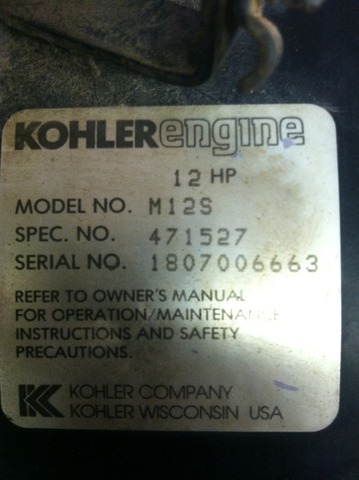 KOHLERengine
12 HP
MODEL NO. M12S
SPEC. NO. 471527
SERIAL NO. 1807006663
REFER TO OWNER'S MANUAL
FOR OPERATION/MAINTENANCE
INSTRUCTIONS AND SAFETY
PRECAUTIONS.
KOHLER COMPANY
KOHLER WISCONSIN USA